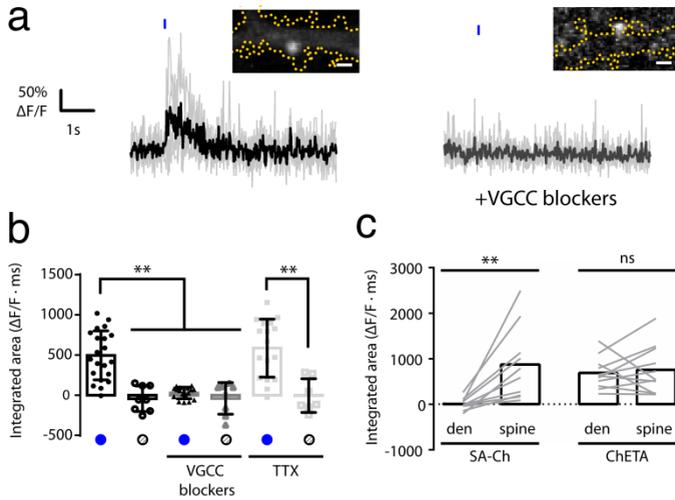 a
50%
ΔF/F
1s
+VGCC blockers
b
Integrated area (ΔF/F · ms)
1500
1000
500
0
-500
**
**
VGCC
blockers
TTX
c
Integrated area (ΔF/F · ms)
3000
2000
1000
0
-1000
**
ns
den
spine
den
spine
SA-Ch
ChETA